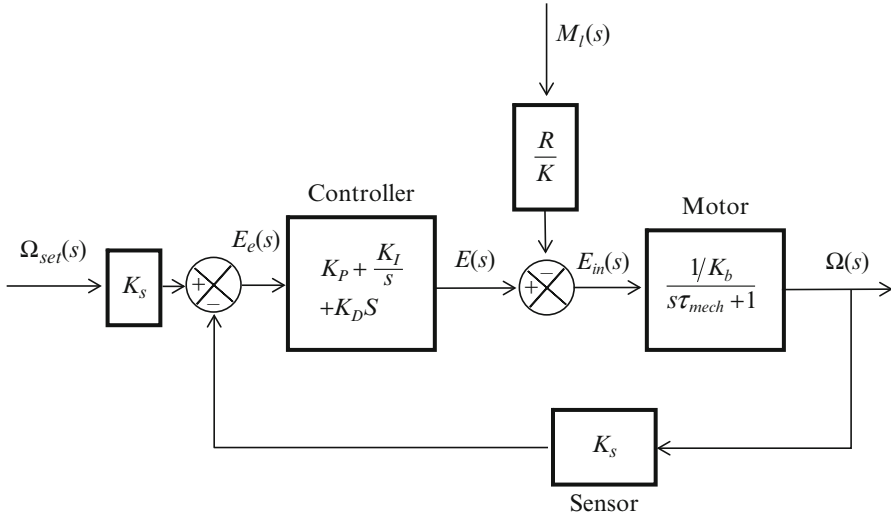 M_l(s)
R/K
Controller
Motor
Ω_set(s)
K_s
+
−
E_e(s)
K_P + K_I/s
+K_D S
E(s)
+
−
E_in(s)
1/K_b
sτ_mech +1
Ω(s)
K_s
Sensor